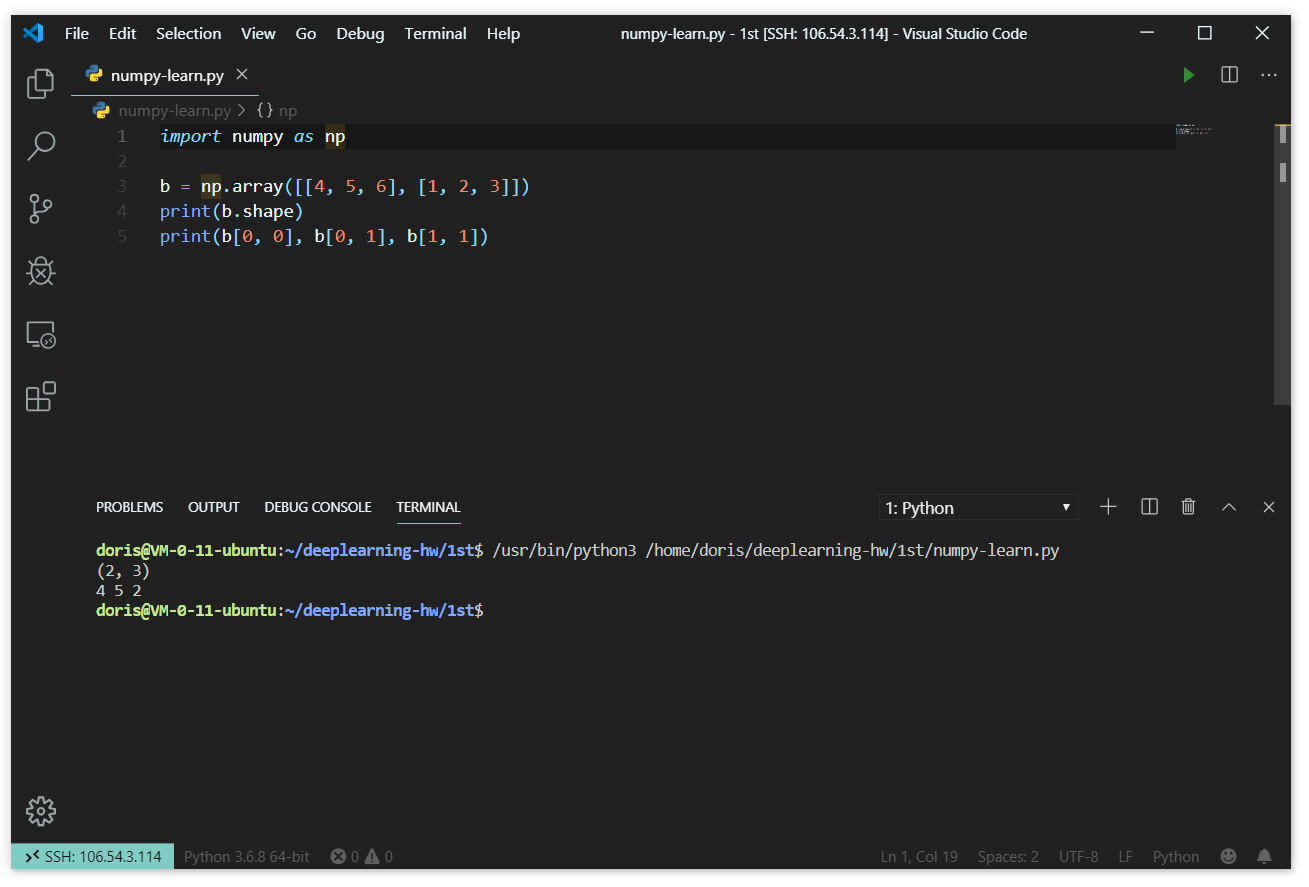 File Edit Selection View Go Debug Terminal Help numpy-learn.py - 1st [SSH: 106.54.3.114] - Visual Studio Code
numpy-learn.py
numpy-learn.py > {} np
1 import numpy as np
2
3 b = np.array([[4, 5, 6], [1, 2, 3]])
4 print(b.shape)
5 print(b[0, 0], b[0, 1], b[1, 1])
PROBLEMS OUTPUT DEBUG CONSOLE TERMINAL 1: Python
doris@VM-0-11-ubuntu:~/deeplearning-hw/1st$ /usr/bin/python3 /home/doris/deeplearning-hw/1st/numpy-learn.py
(2, 3)
4 5 2
doris@VM-0-11-ubuntu:~/deeplearning-hw/1st$
SSH: 106.54.3.114 Python 3.6.8 64-bit 0 0 Ln 1, Col 19 Spaces: 2 UTF-8 LF Python